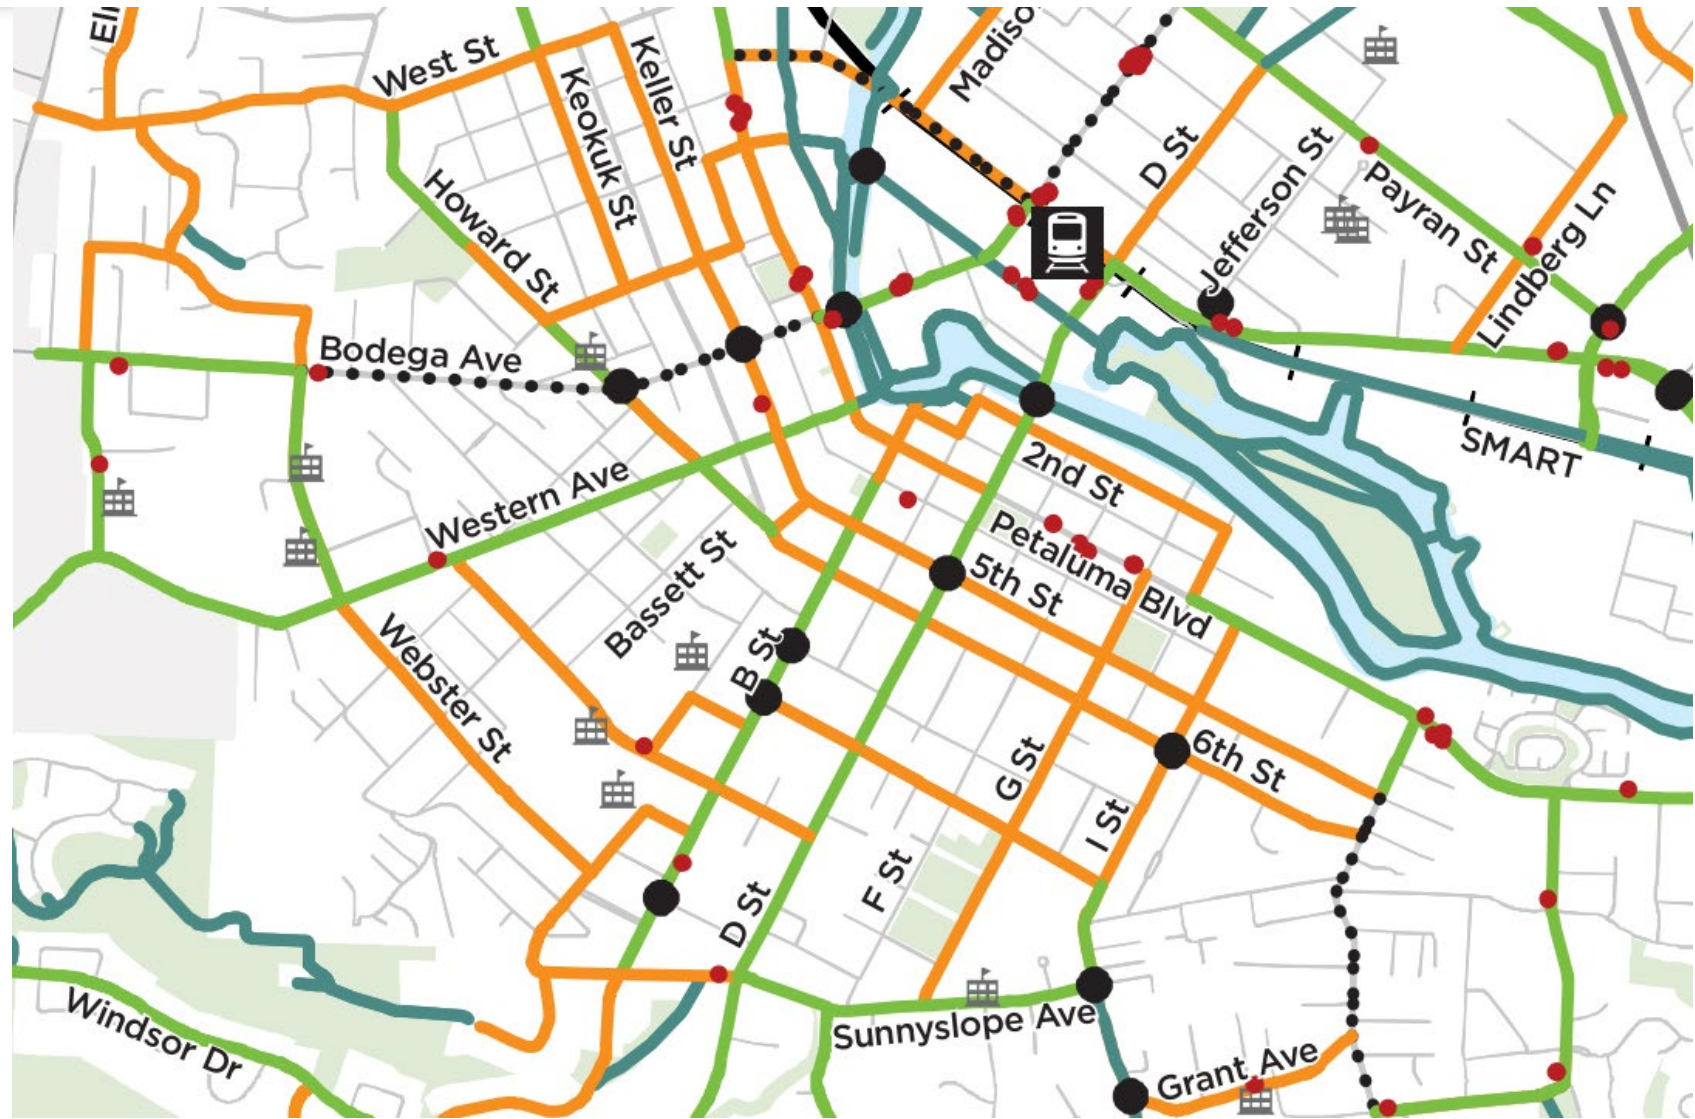 West St
Keller St
Keokuk St
D St
Jefferson St
Payran St
Lindberg Ln
Howard St
Bodega Ave
SMART
2nd St
Western Ave
Petaluma Blvd
5th St
Bassett St
B St
Webster St
6th St
G St
I St
F St
D St
Sunnyslope Ave
Windsor Dr
Grant Ave